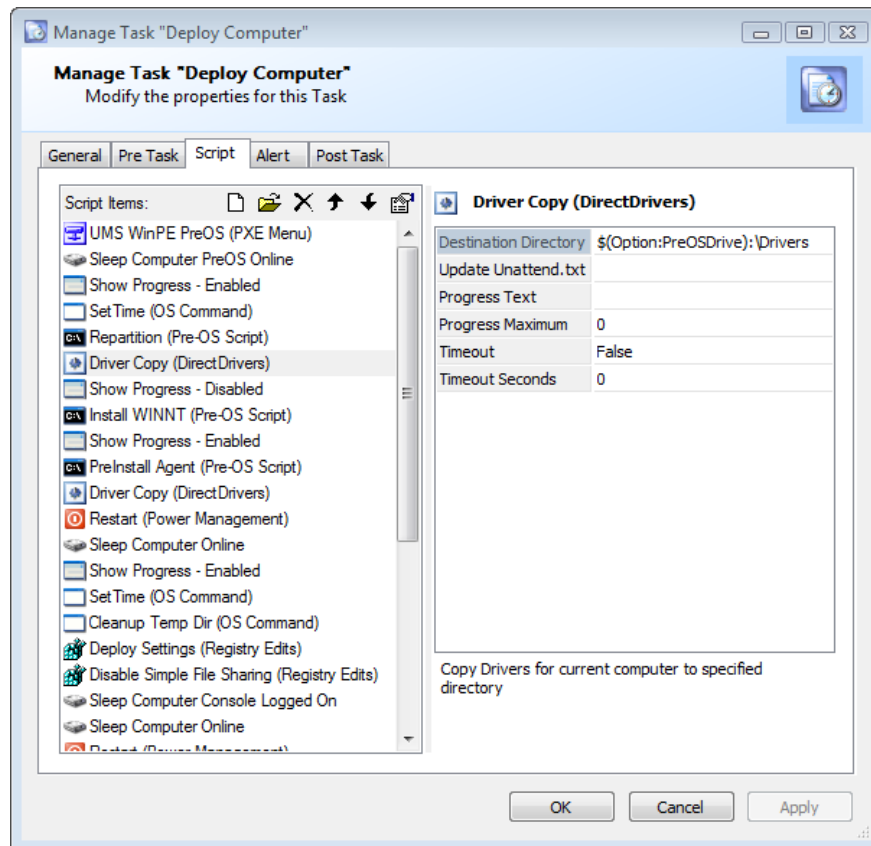 Manage Task "Deploy Computer"
Manage Task "Deploy Computer"
Modify the properties for this Task
General
Pre Task
Script
Alert
Post Task
Script Items:
UMS WinPE PreOS (PXE Menu)
Sleep Computer PreOS Online
Show Progress - Enabled
SetTime (OS Command)
Repartition (Pre-OS Script)
Driver Copy (DirectDrivers)
Show Progress - Disabled
Install WINNT (Pre-OS Script)
Show Progress - Enabled
PreInstall Agent (Pre-OS Script)
Driver Copy (DirectDrivers)
Restart (Power Management)
Sleep Computer Online
Show Progress - Enabled
SetTime (OS Command)
Cleanup Temp Dir (OS Command)
Deploy Settings (Registry Edits)
Disable Simple File Sharing (Registry Edits)
Sleep Computer Console Logged On
Sleep Computer Online
Restart (Power Management)
Driver Copy (DirectDrivers)
Destination Directory $(Option:PreOSDrive):\Drivers
Update Unattend.txt
Progress Text
Progress Maximum 0
Timeout False
Timeout Seconds 0
Copy Drivers for current computer to specified
directory
OK
Cancel
Apply